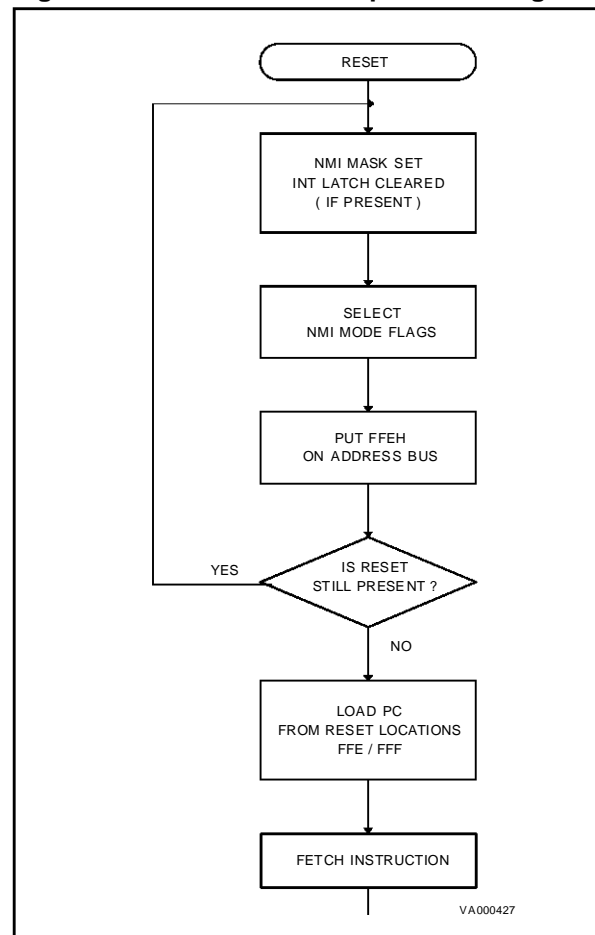 RESET
NMI MASK SET
INT LATCH CLEARED
( IF PRESENT )
SELECT
NMI MODE FLAGS
PUT FFEH
ON ADDRESS BUS
IS RESET
STILL PRESENT ?
YES
NO
LOAD PC
FROM RESET LOCATIONS
FFE / FFF
FETCH INSTRUCTION
VA000427